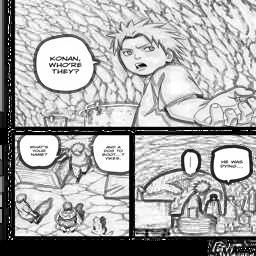 KONAN,
WHO'RE
THEY?
WHAT'S
YOUR
NAME?
AND A
DOG TO
BOOT...?
YIKES.
!
HE WAS
DYING...